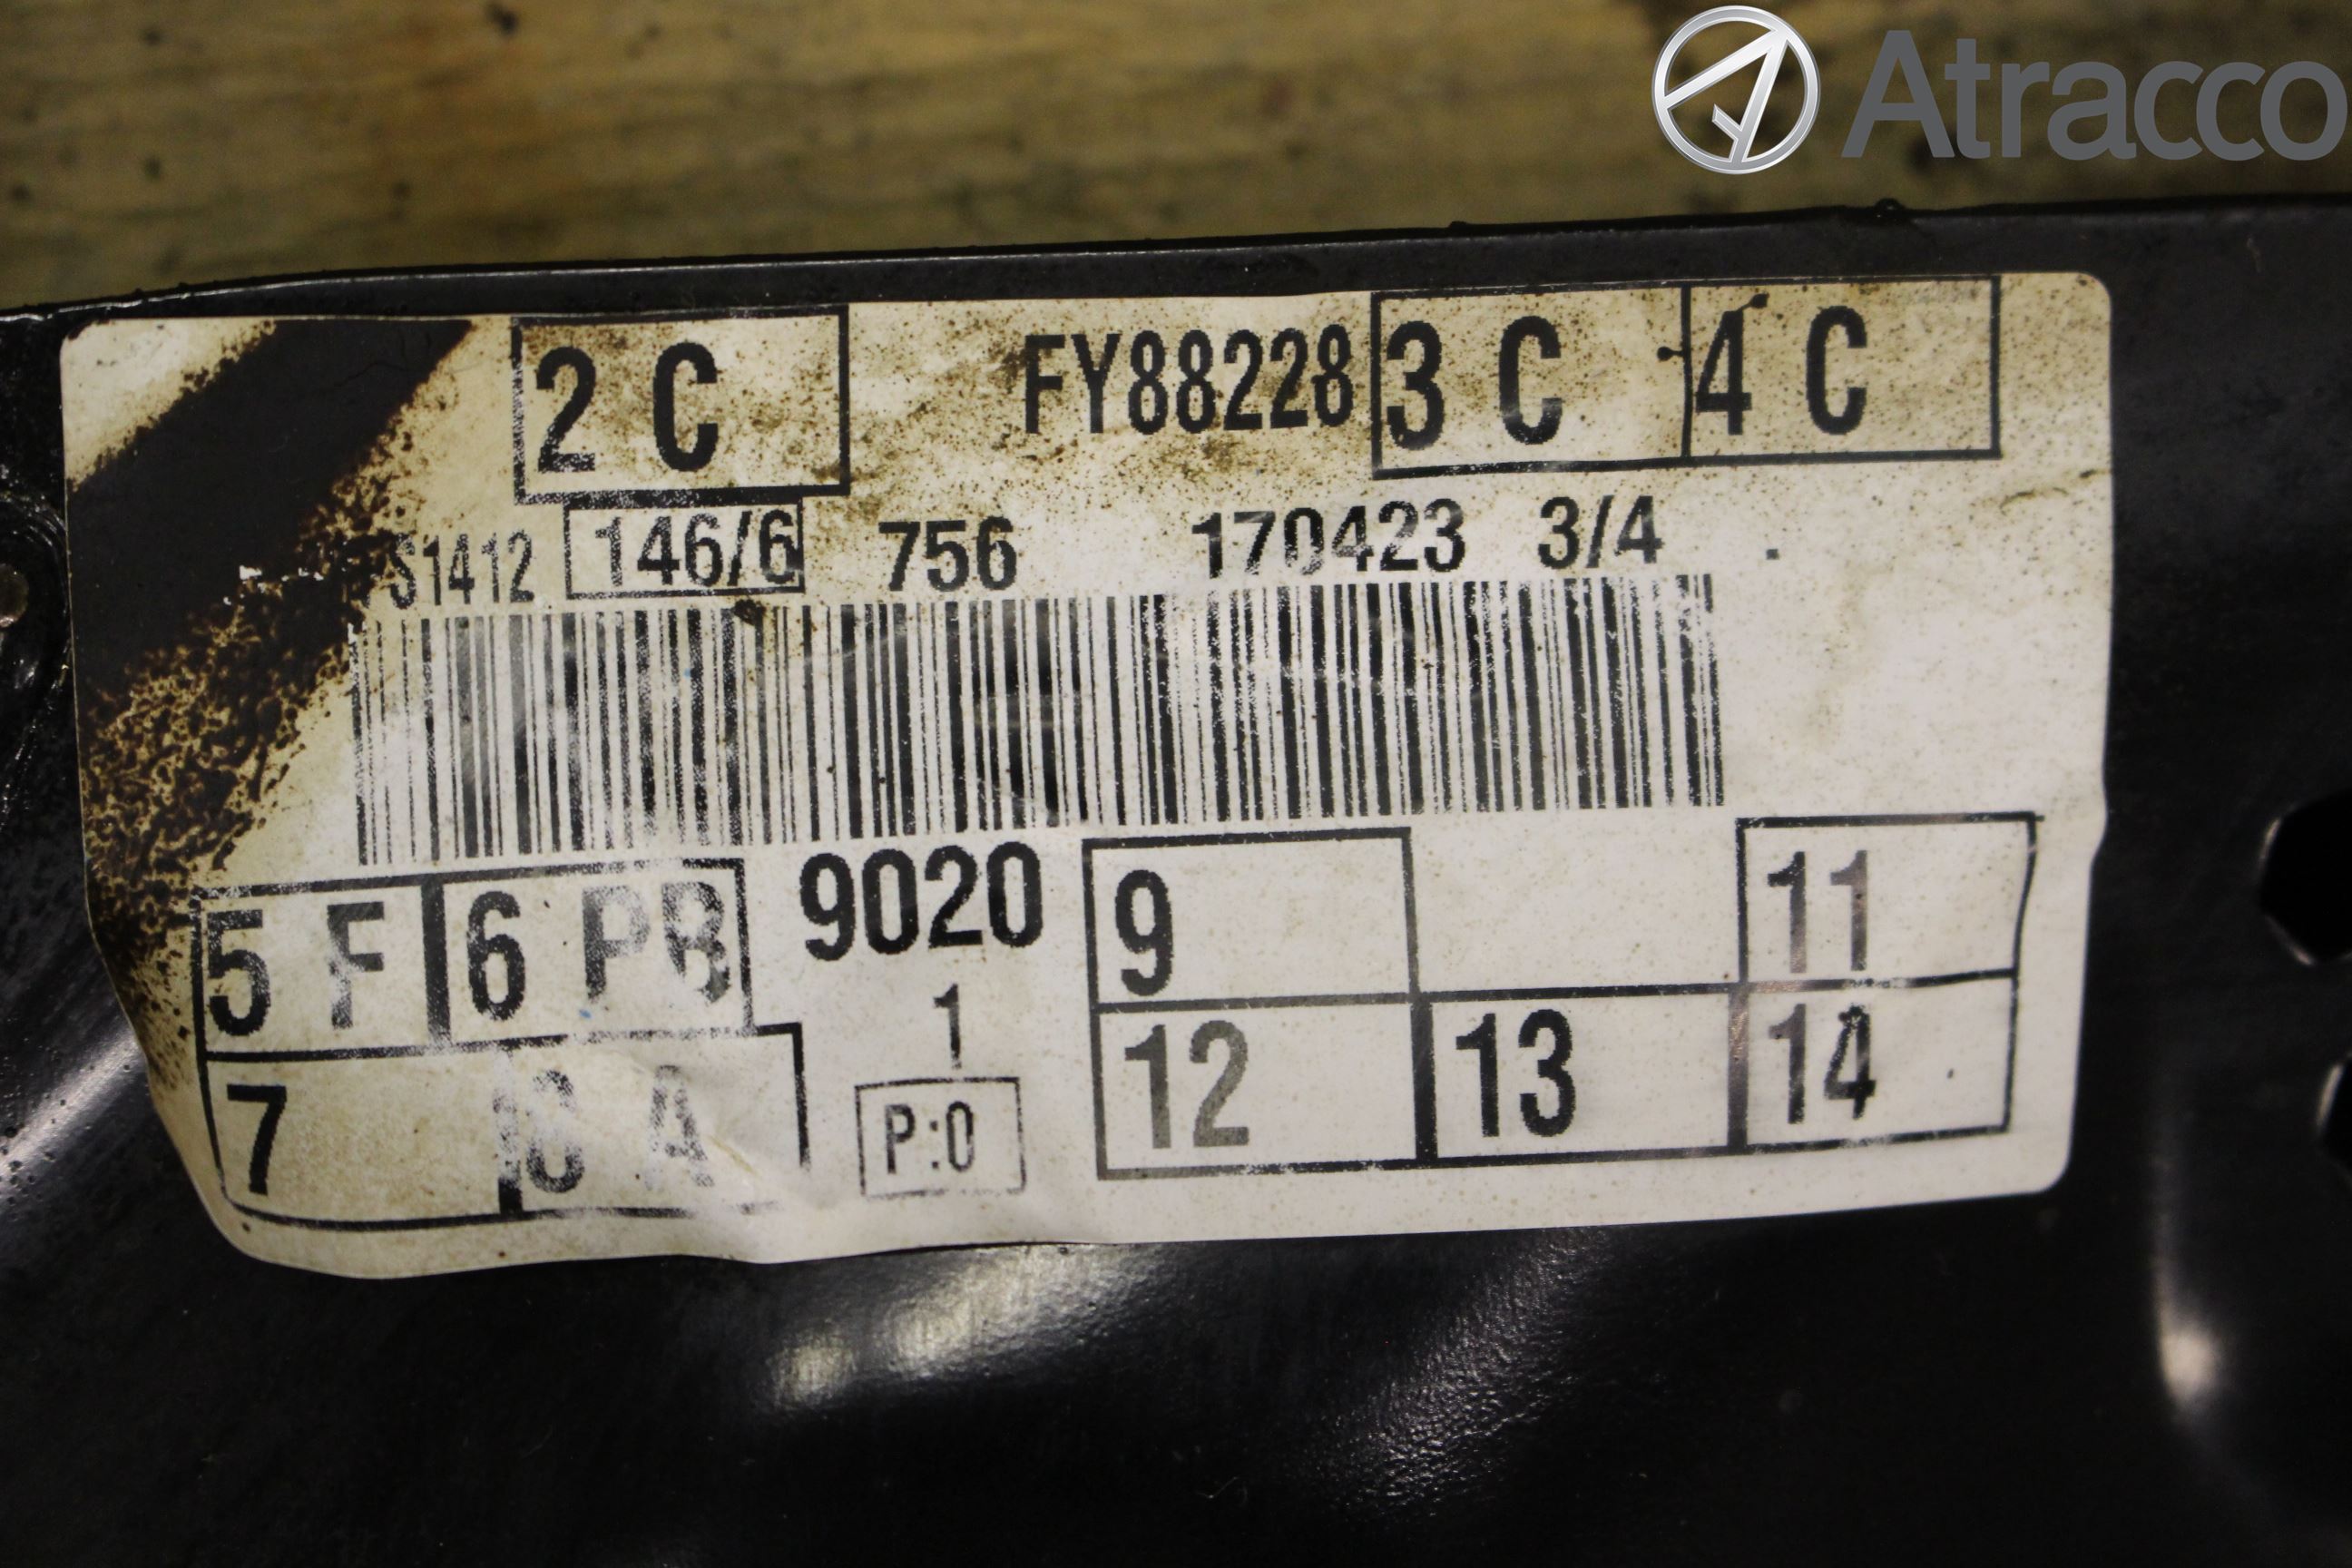 Atracco
2 C FY88228 3 C 4 C
S1412 146/6 756 170423 3/4
5 F 6 PB 9020 9 11
1
7 8 A P:0 12 13 14